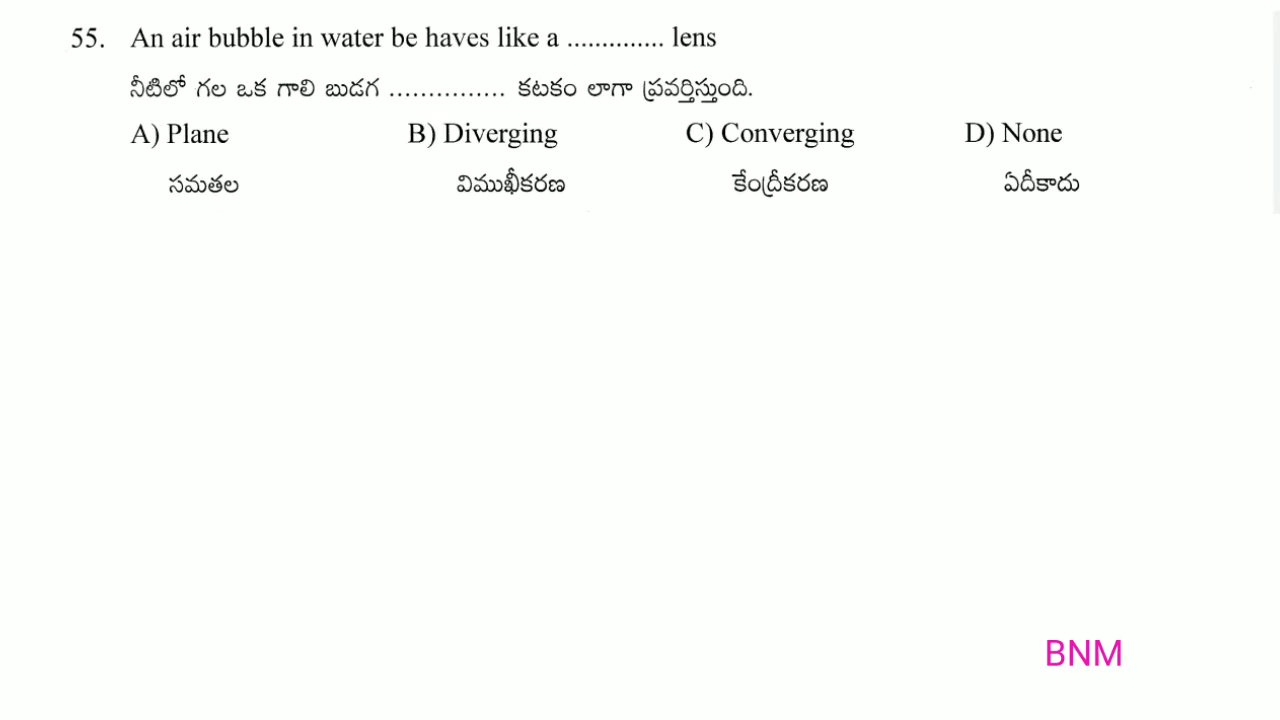 55. An air bubble in water be haves like a .............. lens
నీటిలో గల ఒక గాలి బుడగ ............... కటకం లాగా ప్రవర్తిస్తుంది.
A) Plane B) Diverging C) Converging D) None
సమతల విముఖీకరణ కేంద్రీకరణ ఏదీకాదు
BNM